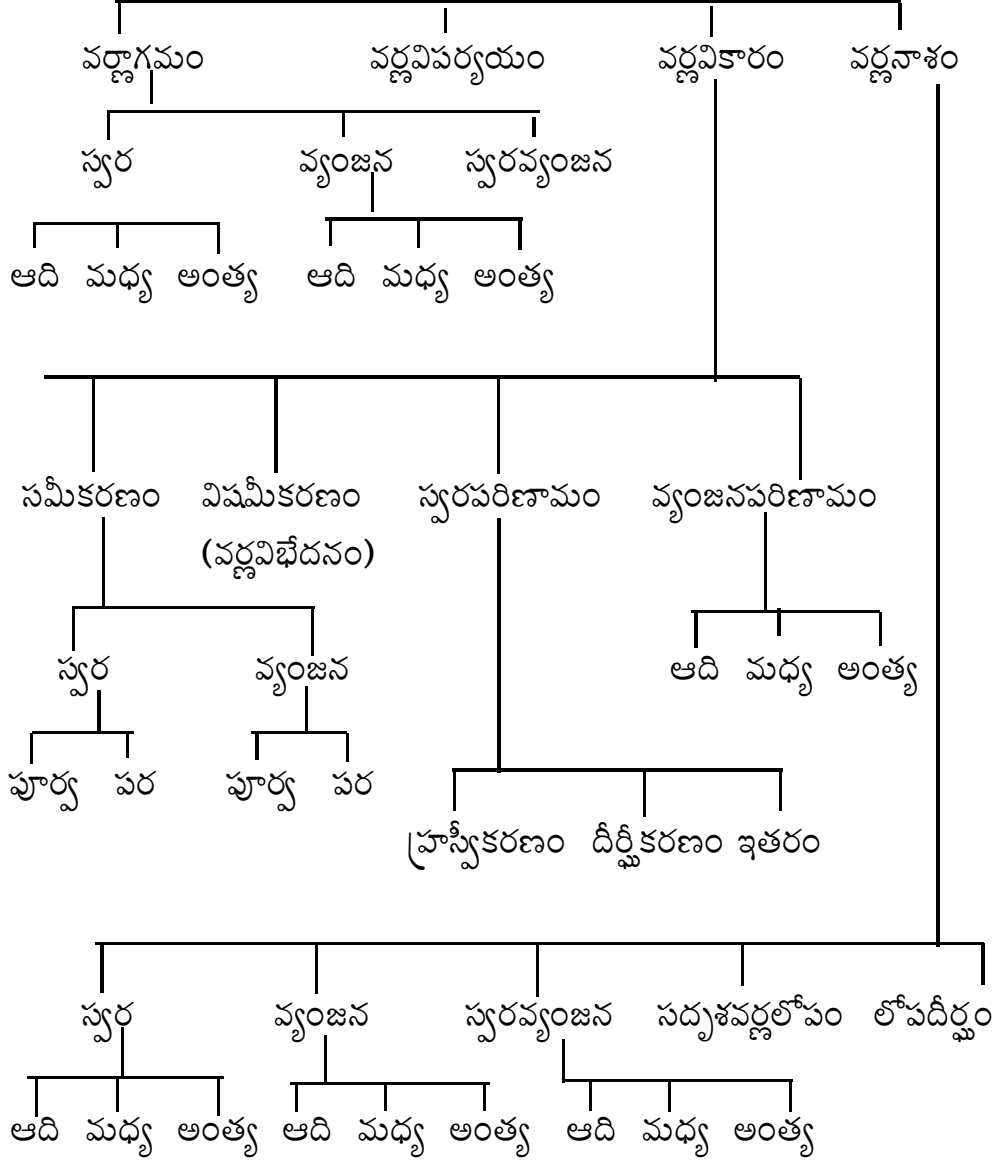 వర్ణాగమం వర్ణవిపర్యయం వర్ణవికారం వర్ణనాశం
స్వర వ్యంజన స్వరవ్యంజన
ఆది మధ్య అంత్య ఆది మధ్య అంత్య
సమీకరణం విషమీకరణం స్వరపరిణామం వ్యంజనపరిణామం
(వర్ణవిభేదనం)
స్వర వ్యంజన ఆది మధ్య అంత్య
పూర్వ పర పూర్వ పర
హ్రస్వీకరణం దీర్ఘీకరణం ఇతరం
స్వర వ్యంజన స్వరవ్యంజన సదృశవర్ణలోపం లోపదీర్ఘం
ఆది మధ్య అంత్య ఆది మధ్య అంత్య ఆది మధ్య అంత్య